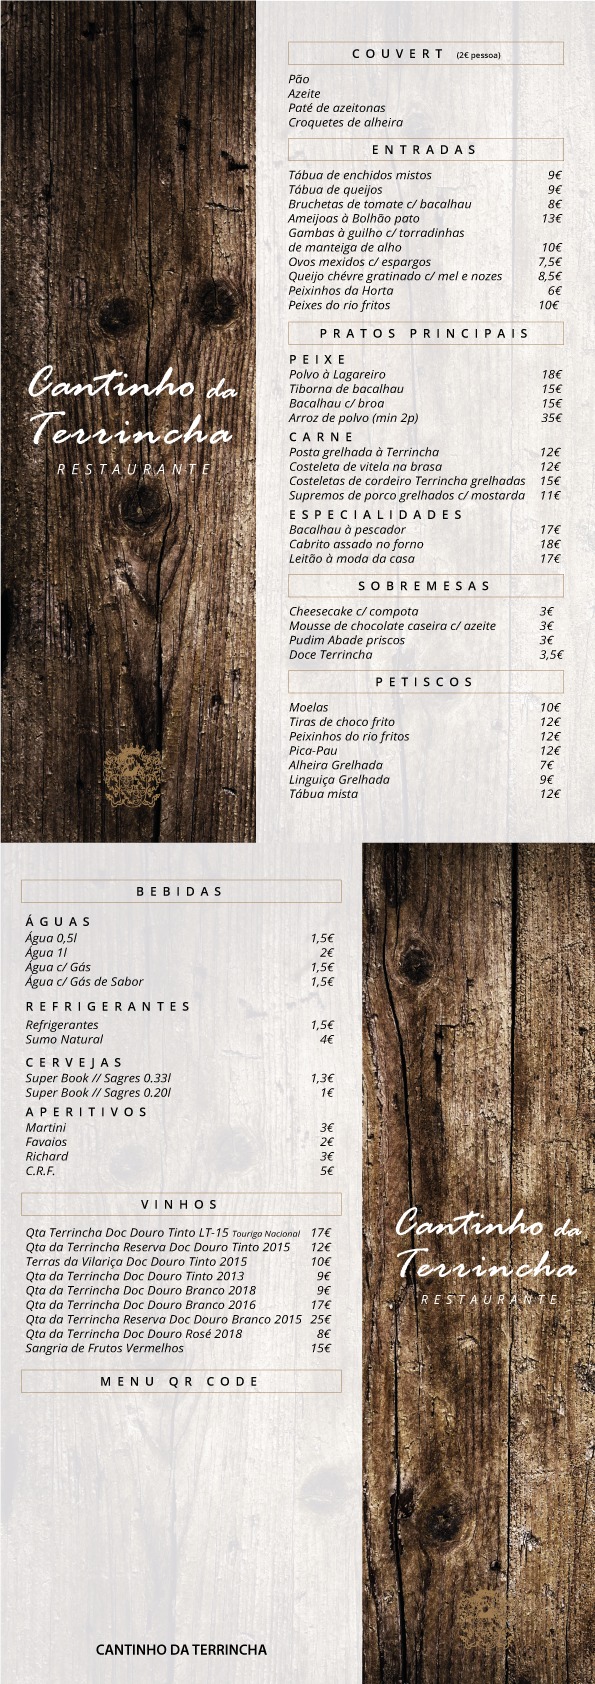 Cantinho da
Terrincha
RESTAURANTE
COUVERT (2€ pessoa)
Pão
Azeite
Paté de azeitonas
Croquetes de alheira
ENTRADAS
Tábua de enchidos mistos 9€
Tábua de queijos 9€
Bruchetas de tomate c/ bacalhau 8€
Ameijoas à Bolhão pato 13€
Gambas à guilho c/ torradinhas
de manteiga de alho 10€
Ovos mexidos c/ espargos 7,5€
Queijo chévre gratinado c/ mel e nozes 8,5€
Peixinhos da Horta 6€
Peixes do rio fritos 10€
PRATOS PRINCIPAIS
PEIXE
Polvo à Lagareiro 18€
Tiborna de bacalhau 15€
Bacalhau c/ broa 15€
Arroz de polvo (min 2p) 35€
CARNE
Posta grelhada à Terrincha 12€
Costeleta de vitela na brasa 12€
Costeletas de cordeiro Terrincha grelhadas 15€
Supremos de porco grelhados c/ mostarda 11€
ESPECIALIDADES
Bacalhau à pescador 17€
Cabrito assado no forno 18€
Leitão à moda da casa 17€
SOBREMESAS
Cheesecake c/ compota 3€
Mousse de chocolate caseira c/ azeite 3€
Pudim Abade priscos 3€
Doce Terrincha 3,5€
PETISCOS
Moelas 10€
Tiras de choco frito 12€
Peixinhos do rio fritos 12€
Pica-Pau 12€
Alheira Grelhada 7€
Linguiça Grelhada 9€
Tábua mista 12€
BEBIDAS
ÁGUAS
Água 0,5l 1,5€
Água 1l 2€
Água c/ Gás 1,5€
Água c/ Gás de Sabor 1,5€
REFRIGERANTES
Refrigerantes 1,5€
Sumo Natural 4€
CERVEJAS
Super Book // Sagres 0.33l 1,3€
Super Book // Sagres 0.20l 1€
APERITIVOS
Martini 3€
Favaios 2€
Richard 3€
C.R.F. 5€
VINHOS
Qta Terrincha Doc Douro Tinto LT-15 Touriga Nacional 17€
Qta da Terrincha Reserva Doc Douro Tinto 2015 12€
Terras da Vilariça Doc Douro Tinto 2015 10€
Qta da Terrincha Doc Douro Tinto 2013 9€
Qta da Terrincha Doc Douro Branco 2018 9€
Qta da Terrincha Doc Douro Branco 2016 17€
Qta da Terrincha Reserva Doc Douro Branco 2015 25€
Qta da Terrincha Doc Douro Rosé 2018 8€
Sangria de Frutos Vermelhos 15€
MENU QR CODE
CANTINHO DA TERRINCHA
Cantinho da
Terrincha
RESTAURANTE